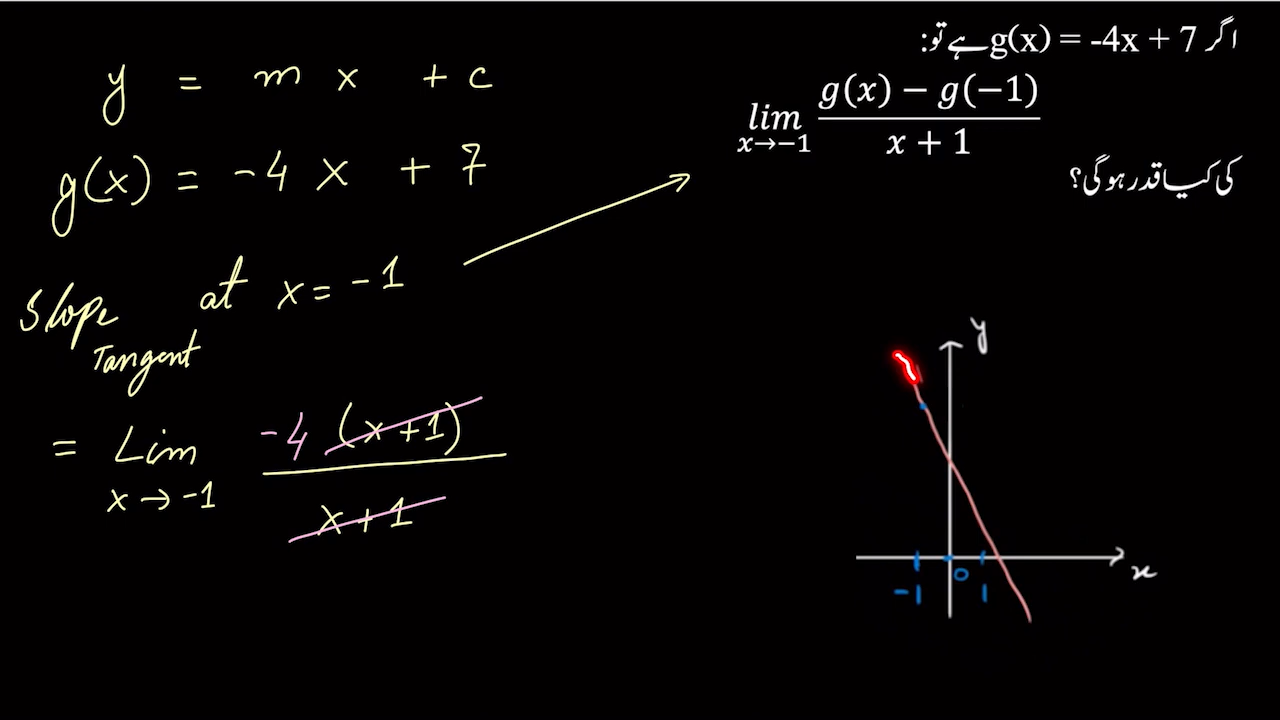 y = m x + c
g(x) = -4 x + 7
Slope at x = -1
Tangent
= Lim -4 (x+1)
x → -1 x + 1
اگر g(x) = -4x + 7 ہے تو:
lim g(x) − g(−1)
x→−1 x + 1
کی کیا قدر ہوگی؟
y
x
-1 0 1